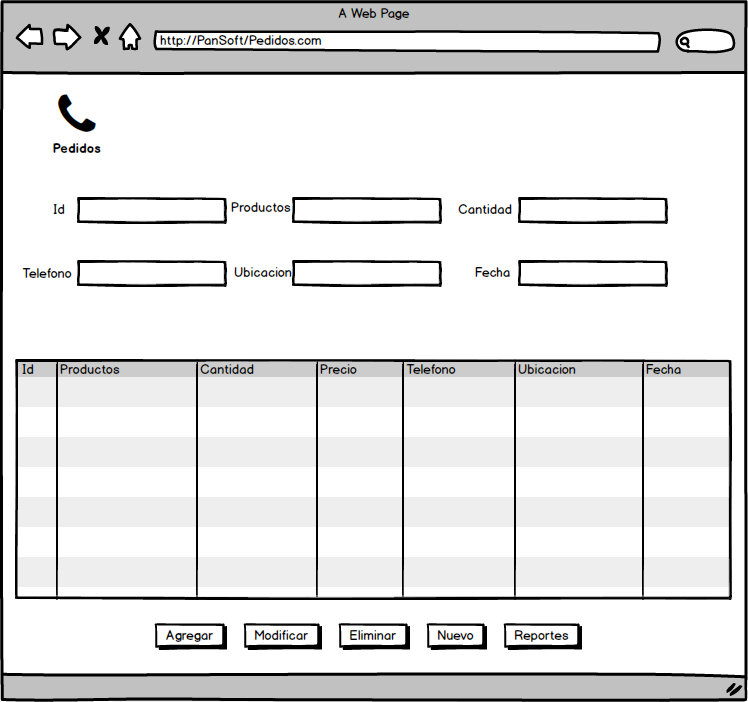 A Web Page
http://PanSoft/Pedidos.com
Pedidos
Id Productos Cantidad
Telefono Ubicacion Fecha
Id Productos Cantidad Precio Telefono Ubicacion Fecha
Agregar Modificar Eliminar Nuevo Reportes